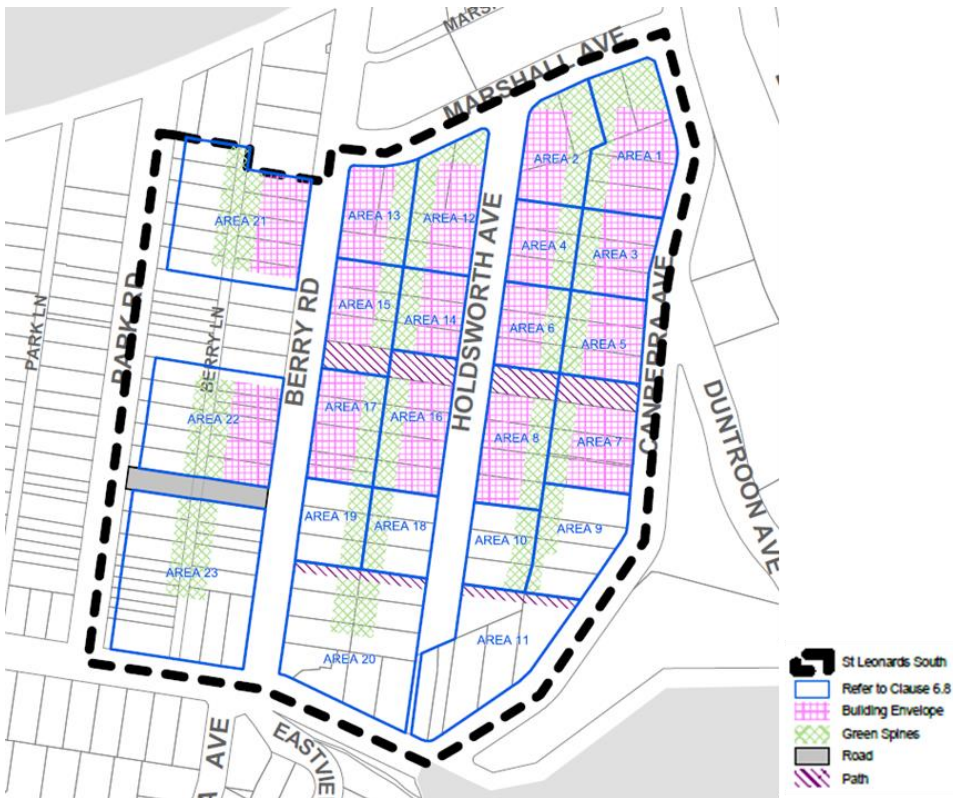 MARSH
MARSHALL AVE
AREA 2
AREA 1
AREA 21
AREA 13
AREA 12
AREA 4
AREA 3
PARK LN
PARK RD
BERRY LN
BERRY RD
HOLDSWORTH AVE
CANBERRA AVE
AREA 15
AREA 14
AREA 6
AREA 5
DUNTROON AVE
AREA 22
AREA 17
AREA 16
AREA 8
AREA 7
AREA 19
AREA 18
AREA 10
AREA 9
AREA 23
AREA 20
AREA 11
AVE
EASTVIE
St Leonards South
Refer to Clause 6.8
Building Envelope
Green Spines
Road
Path